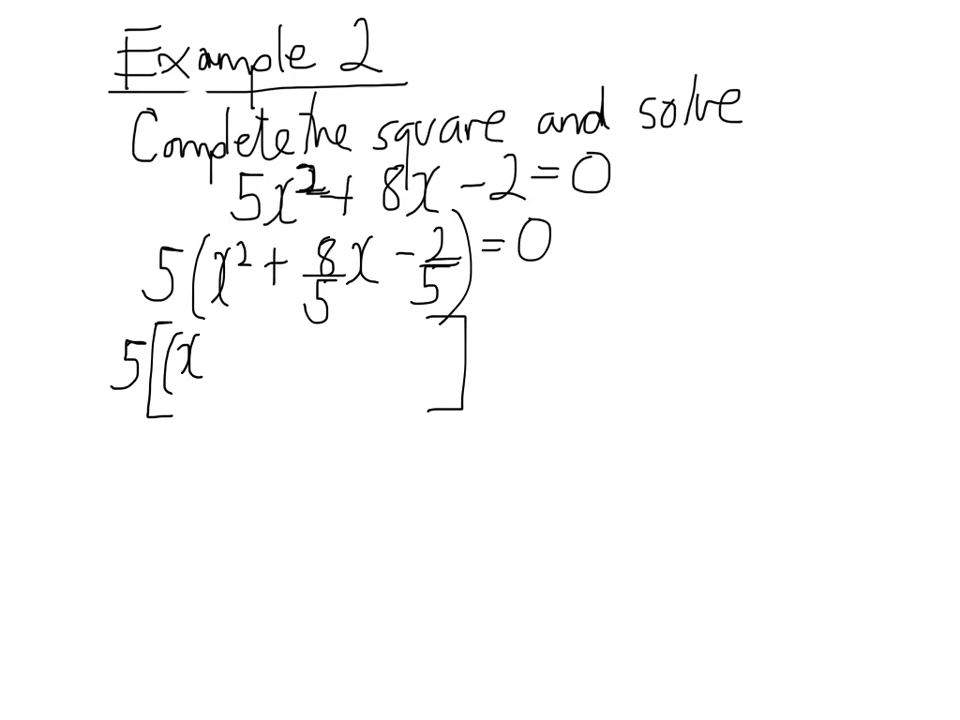 Example 2
Complete the square and solve
5x² + 8x - 2 = 0
5(x² + 8/5 x - 2/5) = 0
5[(x ]